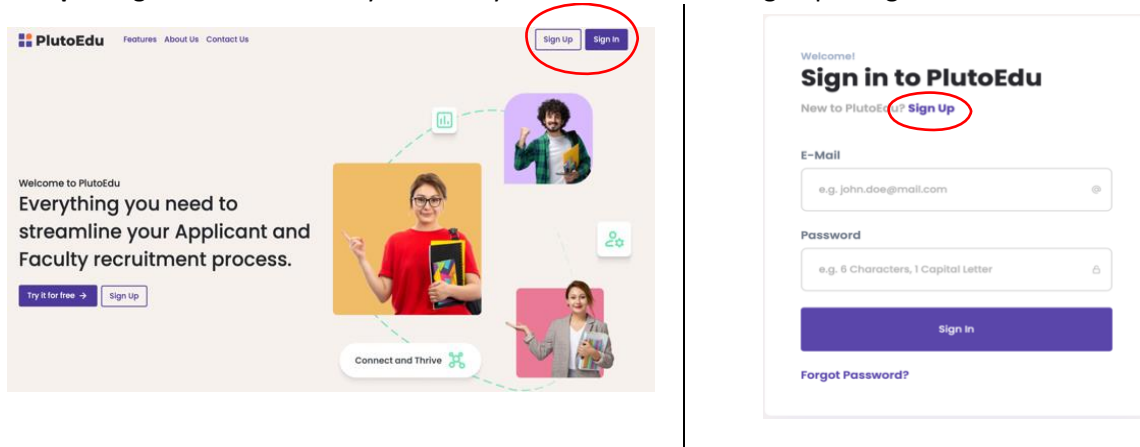 PlutoEdu Features About Us Contact Us Sign Up Sign In
Welcome to PlutoEdu
Everything you need to
streamline your Applicant and
Faculty recruitment process.
Try it for free → Sign Up
Connect and Thrive
Welcome!
Sign in to PlutoEdu
New to PlutoEdu? Sign Up
E-Mail
e.g. john.doe@mail.com @
Password
e.g. 6 Characters, 1 Capital Letter
Sign In
Forgot Password?